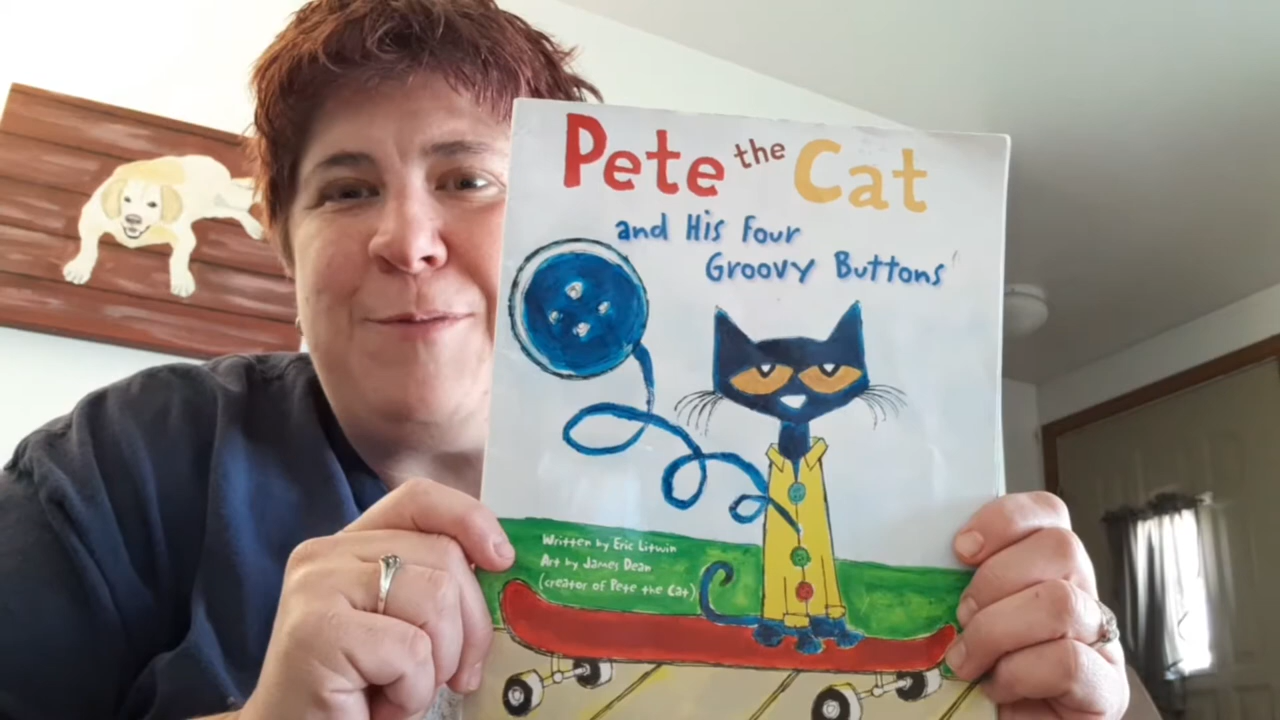 Pete the Cat
and His Four
Groovy Buttons
Written by Eric Litwin
Art by James Dean
(creator of Pete the Cat)